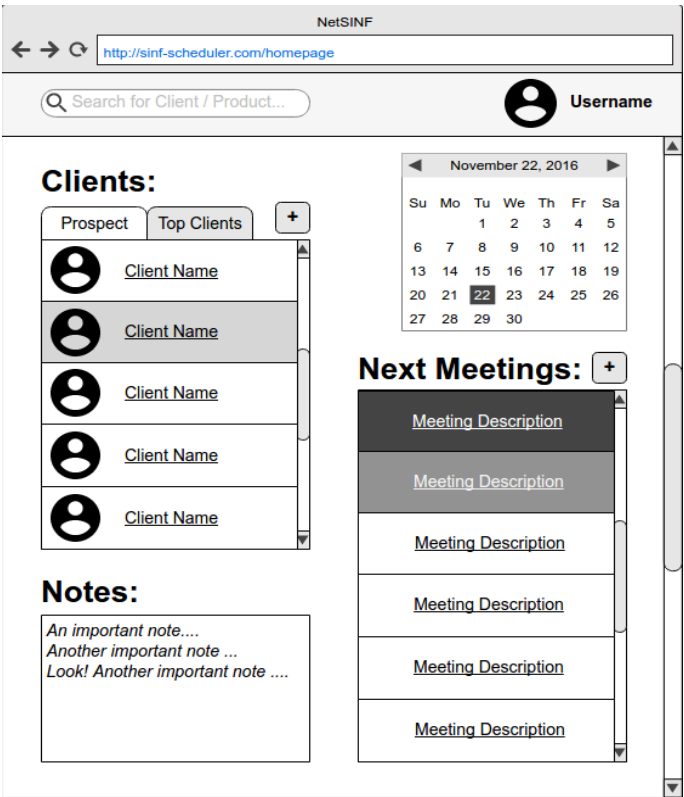 NetSINF
http://sinf-scheduler.com/homepage
Search for Client / Product...
Username
Clients:
Prospect
Top Clients
+
Client Name
Client Name
Client Name
Client Name
Client Name
Notes:
An important note....
Another important note ...
Look! Another important note ....
November 22, 2016
Su Mo Tu We Th Fr Sa
1 2 3 4 5
6 7 8 9 10 11 12
13 14 15 16 17 18 19
20 21 22 23 24 25 26
27 28 29 30
Next Meetings:
+
Meeting Description
Meeting Description
Meeting Description
Meeting Description
Meeting Description
Meeting Description